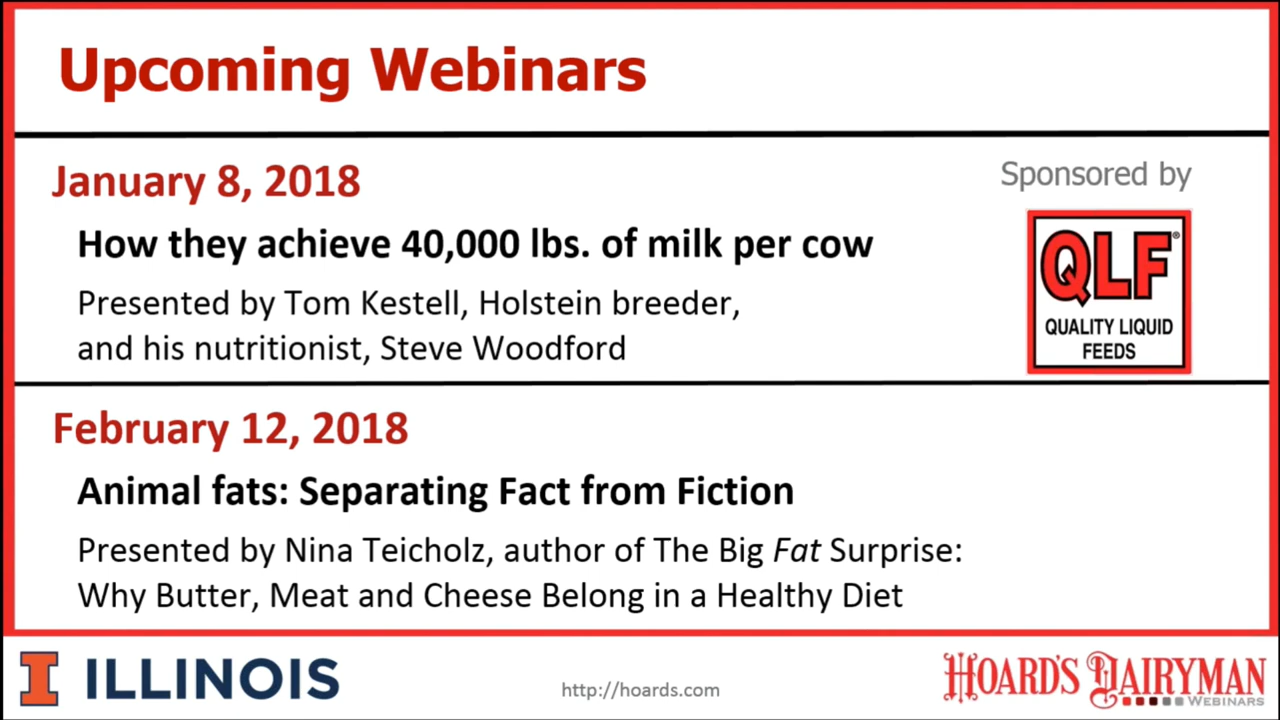 Upcoming Webinars
January 8, 2018
Sponsored by
How they achieve 40,000 lbs. of milk per cow
Presented by Tom Kestell, Holstein breeder,
and his nutritionist, Steve Woodford
QLF®
QUALITY LIQUID
FEEDS
February 12, 2018
Animal fats: Separating Fact from Fiction
Presented by Nina Teicholz, author of The Big Fat Surprise:
Why Butter, Meat and Cheese Belong in a Healthy Diet
I ILLINOIS
http://hoards.com
HOARD'S DAIRYMAN
WEBINARS